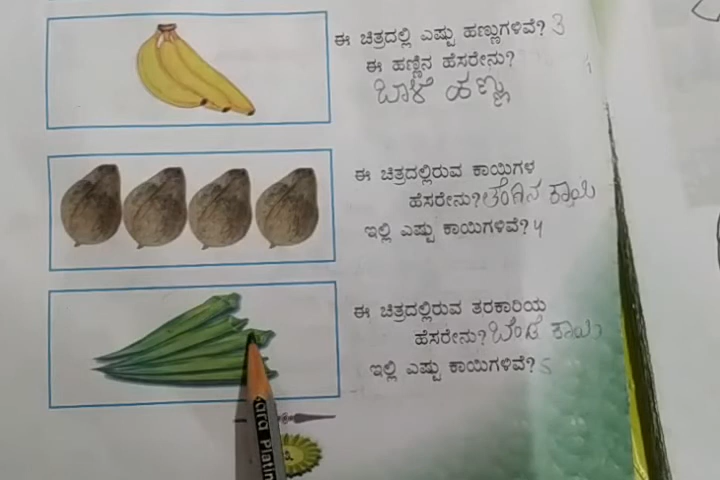 ಈ ಚಿತ್ರದಲ್ಲಿ ಎಷ್ಟು ಹಣ್ಣುಗಳಿವೆ? 3
ಈ ಹಣ್ಣಿನ ಹೆಸರೇನು?
ಬಾಳೆ ಹಣ್ಣು
ಈ ಚಿತ್ರದಲ್ಲಿರುವ ಕಾಯಿಗಳ
ಹೆಸರೇನು? ತೆಂಗಿನ ಕಾಯಿ
ಇಲ್ಲಿ ಎಷ್ಟು ಕಾಯಿಗಳಿವೆ? 4
ಈ ಚಿತ್ರದಲ್ಲಿರುವ ತರಕಾರಿಯ
ಹೆಸರೇನು? ಬೆಂಡೆ ಕಾಯಿ
ಇಲ್ಲಿ ಎಷ್ಟು ಕಾಯಿಗಳಿವೆ? 5